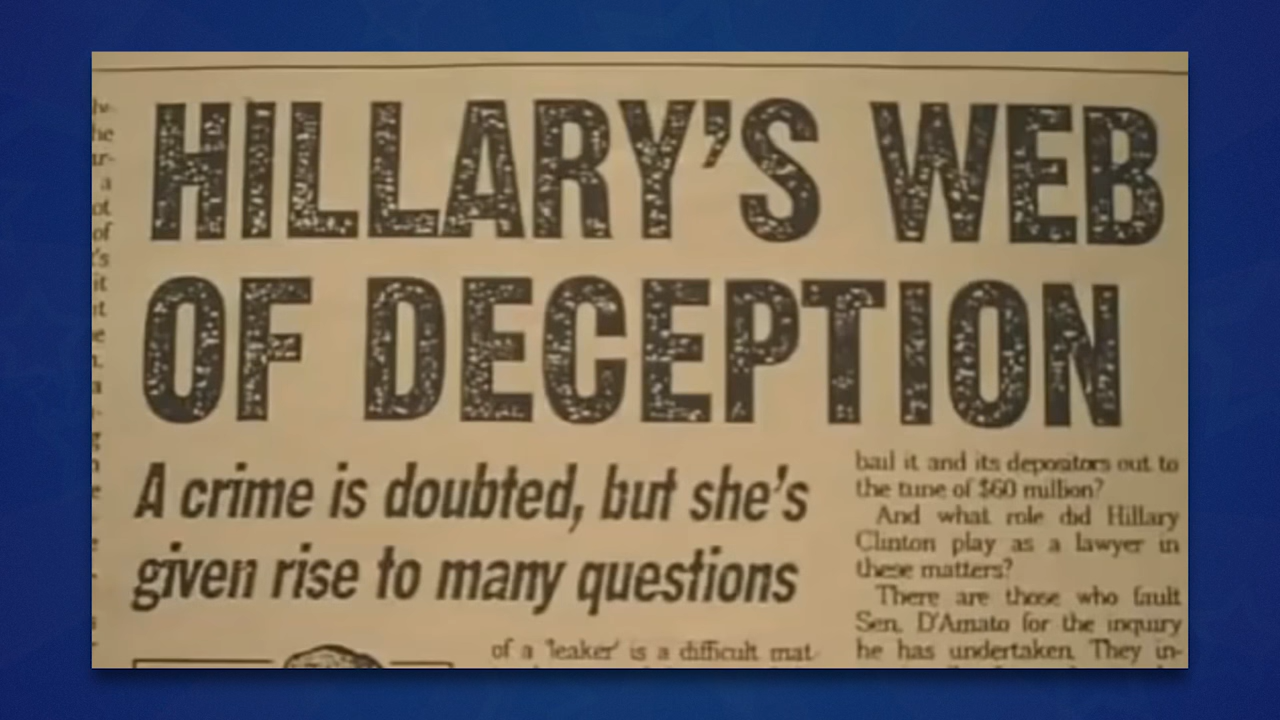 HILLARY'S WEB
OF DECEPTION
A crime is doubted, but she's
given rise to many questions
of a 'leaker' is a difficult mat-
bail it and its depositors out to
the tune of $60 million?
And what role did Hillary
Clinton play as a lawyer in
these matters?
There are those who fault
Sen. D'Amato for the inquiry
he has undertaken. They in-